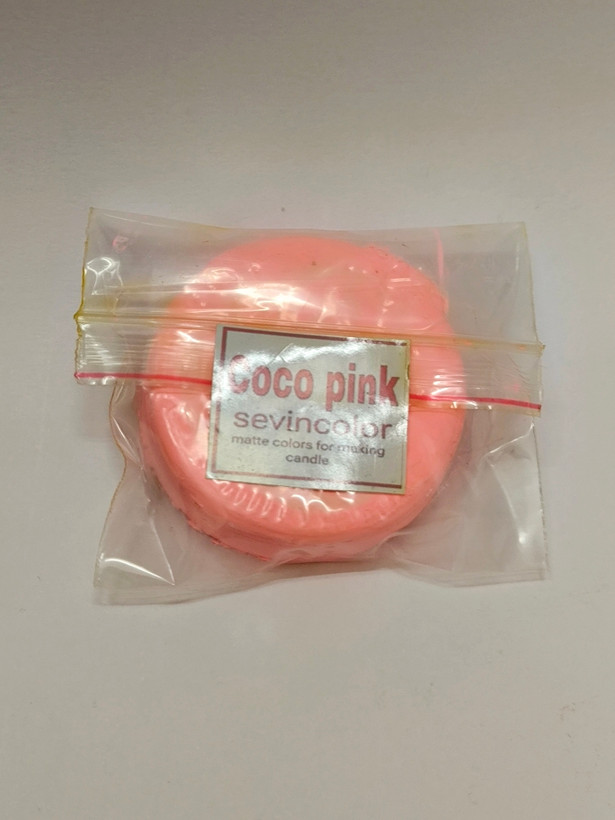 Coco pink
sevincolor
matte colors for making
candle